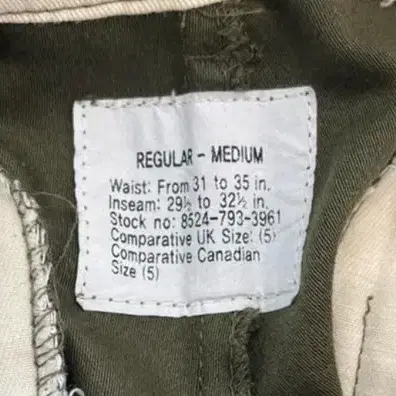 REGULAR - MEDIUM
Waist: From 31 to 35 in.
Inseam: 29½ to 32½ in.
Stock no: 8524-793-3961
Comparative UK Size: (5)
Comparative Canadian
Size (5)